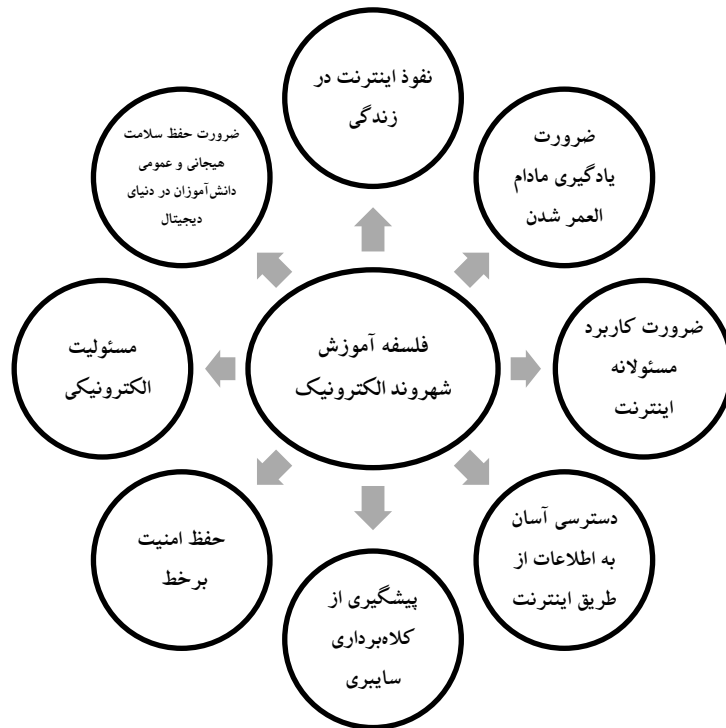 نفوذ اینترنت در
زندگی
ضرورت
یادگیری مادام
العمر شدن
ضرورت کاربرد
مسئولانه
اینترنت
دسترسی آسان
به اطلاعات از
طریق اینترنت
پیشگیری از
کلاه‌برداری
سایبری
حفظ امنیت
برخط
مسئولیت
الکترونیکی
ضرورت حفظ سلامت
هیجانی و عمومی
دانش‌آموزان در دنیای
دیجیتال
فلسفه آموزش
شهروند الکترونیک